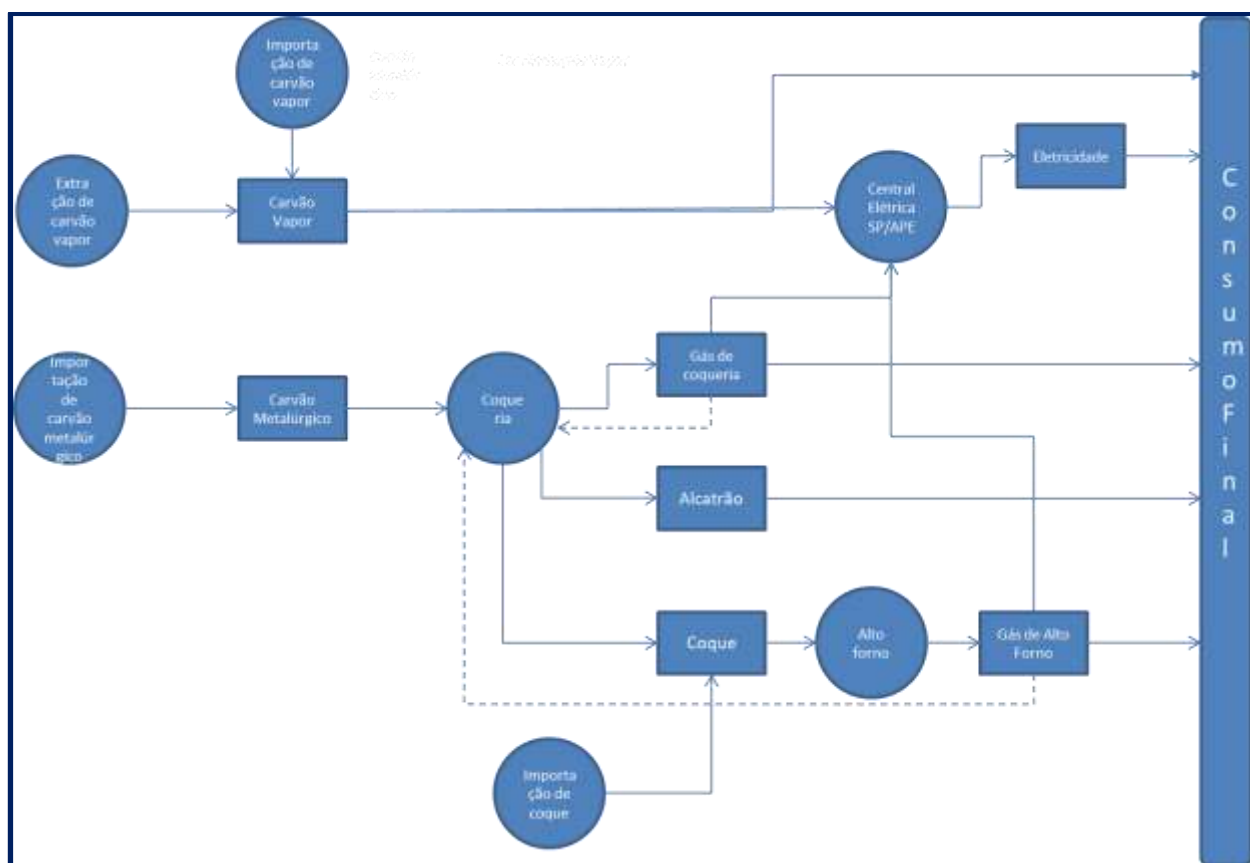 Importa
ção de
carvão
vapor
Extra
ção de
carvão
vapor
Carvão
Vapor
Central
Elétrica
SP/APE
Eletricidade
Impor
tação
de
carvão
metalúr
gico
Carvão
Metalúrgico
Coque
ria
Gás de
coqueria
Alcatrão
Coque
Alto
forno
Gás de Alto
Forno
Importa
ção de
coque
C
o
n
s
u
m
o
F
i
n
a
l